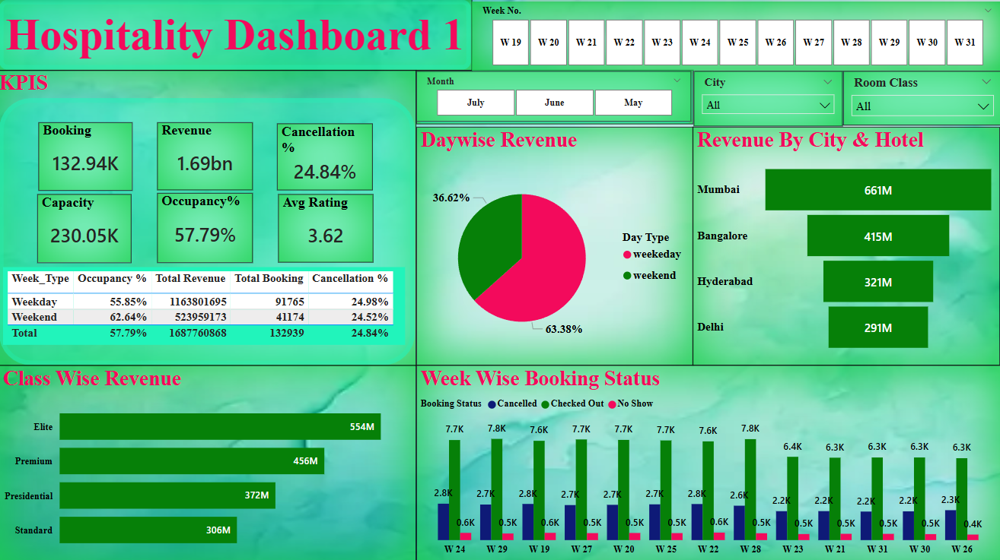 Hospitality Dashboard 1
Week No.
W 19 W 20 W 21 W 22 W 23 W 24 W 25 W 26 W 27 W 28 W 29 W 30 W 31
KPIS
Month
July June May
City
All
Room Class
All
Booking
132.94K
Revenue
1.69bn
Cancellation
%
24.84%
Capacity
230.05K
Occupancy%
57.79%
Avg Rating
3.62
Week_Type Occupancy % Total Revenue Total Booking Cancellation %
Weekday 55.85% 1163801695 91765 24.98%
Weekend 62.64% 523959173 41174 24.52%
Total 57.79% 1687760868 132939 24.84%
Daywise Revenue
36.62%
63.38%
Day Type
weekeday
weekend
Revenue By City & Hotel
Mumbai 661M
Bangalore 415M
Hyderabad 321M
Delhi 291M
Class Wise Revenue
Elite 554M
Premium 456M
Presidential 372M
Standard 306M
Week Wise Booking Status
Booking Status Cancelled Checked Out No Show
7.7K 7.8K 7.6K 7.7K 7.7K 7.7K 7.6K 7.8K 6.4K 6.3K 6.3K 6.3K 6.3K
2.8K 2.7K 2.8K 2.7K 2.7K 2.7K 2.8K 2.6K 2.2K 2.2K 2.2K 2.2K 2.3K
0.6K 0.5K 0.6K 0.5K 0.5K 0.5K 0.6K 0.5K 0.5K 0.5K 0.5K 0.5K 0.4K
W 24 W 29 W 19 W 27 W 20 W 25 W 22 W 28 W 23 W 21 W 31 W 30 W 26